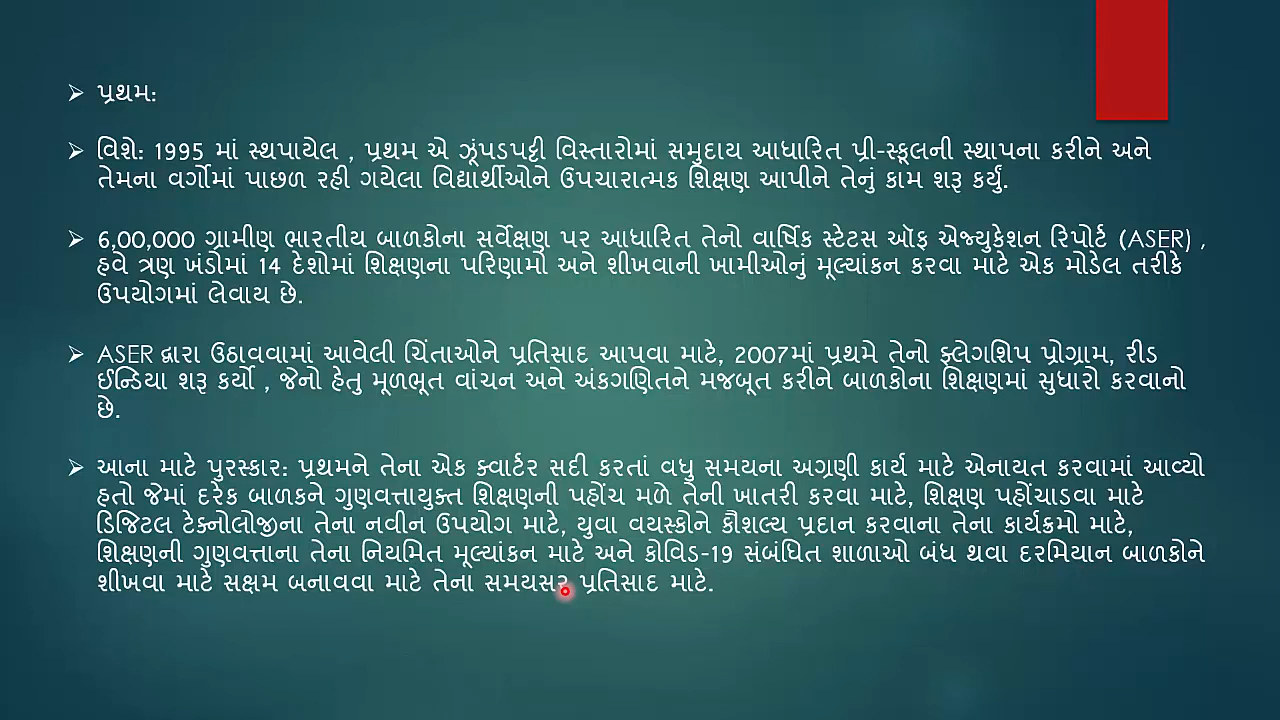 પ્રથમ:
વિશે: 1995 માં સ્થપાયેલ , પ્રથમ એ ઝૂંપડપટ્ટી વિસ્તારોમાં સમુદાય આધારિત પ્રી-સ્કૂલની સ્થાપના કરીને અને
તેમના વર્ગોમાં પાછળ રહી ગયેલા વિદ્યાર્થીઓને ઉપચારાત્મક શિક્ષણ આપીને તેનું કામ શરૂ કર્યું.
6,00,000 ગ્રામીણ ભારતીય બાળકોના સર્વેક્ષણ પર આધારિત તેનો વાર્ષિક સ્ટેટસ ઑફ એજ્યુકેશન રિપોર્ટ (ASER) ,
હવે ત્રણ ખંડોમાં 14 દેશોમાં શિક્ષણના પરિણામો અને શીખવાની ખામીઓનું મૂલ્યાંકન કરવા માટે એક મોડેલ તરીકે
ઉપયોગમાં લેવાય છે.
ASER દ્વારા ઉઠાવવામાં આવેલી ચિંતાઓને પ્રતિસાદ આપવા માટે, 2007માં પ્રથમે તેનો ફ્લેગશિપ પ્રોગ્રામ, રીડ
ઈન્ડિયા શરૂ કર્યો , જેનો હેતુ મૂળભૂત વાંચન અને અંકગણિતને મજબૂત કરીને બાળકોના શિક્ષણમાં સુધારો કરવાનો
છે.
આના માટે પુરસ્કાર: પ્રથમને તેના એક ક્વાર્ટર સદી કરતાં વધુ સમયના અગ્રણી કાર્ય માટે એનાયત કરવામાં આવ્યો
હતો જેમાં દરેક બાળકને ગુણવત્તાયુક્ત શિક્ષણની પહોંચ મળે તેની ખાતરી કરવા માટે, શિક્ષણ પહોંચાડવા માટે
ડિજિટલ ટેક્નોલોજીના તેના નવીન ઉપયોગ માટે, યુવા વયસ્કોને કૌશલ્ય પ્રદાન કરવાના તેના કાર્યક્રમો માટે,
શિક્ષણની ગુણવત્તાના તેના નિયમિત મૂલ્યાંકન માટે અને કોવિડ-19 સંબંધિત શાળાઓ બંધ થવા દરમિયાન બાળકોને
શીખવા માટે સક્ષમ બનાવવા માટે તેના સમયસર પ્રતિસાદ માટે.